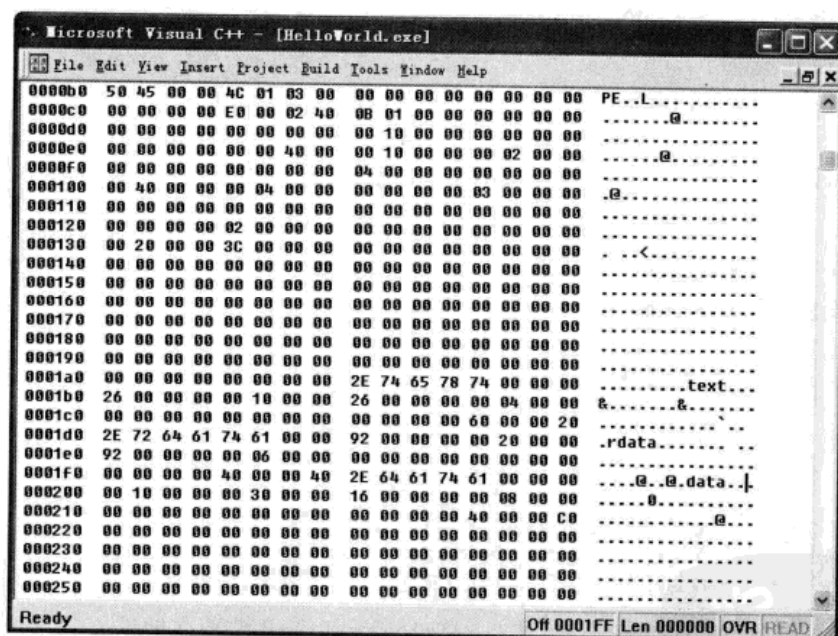 Microsoft Visual C++ - [HelloWorld.exe]
File Edit View Insert Project Build Tools Window Help
0000b0 50 45 00 00 4C 01 03 00 00 00 00 00 00 00 00 00 PE..L...........
0000c0 00 00 00 00 E0 00 02 40 0B 01 00 00 00 00 00 00 .......@........
0000d0 00 00 00 00 00 00 00 00 00 10 00 00 00 00 00 00 ................
0000e0 00 00 00 00 00 00 40 00 00 10 00 00 00 02 00 00 ......@.........
0000f0 00 00 00 00 00 00 00 00 04 00 00 00 00 00 00 00 ................
000100 00 40 00 00 00 04 00 00 00 00 00 00 03 00 00 00 .@..............
000110 00 00 00 00 00 00 00 00 00 00 00 00 00 00 00 00 ................
000120 00 00 00 00 02 00 00 00 00 00 00 00 00 00 00 00 ................
000130 00 20 00 00 3C 00 00 00 00 00 00 00 00 00 00 00 . ..<...........
000140 00 00 00 00 00 00 00 00 00 00 00 00 00 00 00 00 ................
000150 00 00 00 00 00 00 00 00 00 00 00 00 00 00 00 00 ................
000160 00 00 00 00 00 00 00 00 00 00 00 00 00 00 00 00 ................
000170 00 00 00 00 00 00 00 00 00 00 00 00 00 00 00 00 ................
000180 00 00 00 00 00 00 00 00 00 00 00 00 00 00 00 00 ................
000190 00 00 00 00 00 00 00 00 00 00 00 00 00 00 00 00 ................
0001a0 00 00 00 00 00 00 00 00 2E 74 65 78 74 00 00 00 .........text...
0001b0 26 00 00 00 00 10 00 00 26 00 00 00 00 04 00 00 &.......&.......
0001c0 00 00 00 00 00 00 00 00 00 00 00 00 60 00 00 20 ............`..
0001d0 2E 72 64 61 74 61 00 00 92 00 00 00 00 20 00 00 .rdata....... ..
0001e0 92 00 00 00 00 06 00 00 00 00 00 00 00 00 00 00 ................
0001f0 00 00 00 00 40 00 00 40 2E 64 61 74 61 00 00 00 ....@..@.data...
000200 00 10 00 00 00 30 00 00 16 00 00 00 00 08 00 00 .....0..........
000210 00 00 00 00 00 00 00 00 00 00 00 00 40 00 00 C0 ............@...
000220 00 00 00 00 00 00 00 00 00 00 00 00 00 00 00 00 ................
000230 00 00 00 00 00 00 00 00 00 00 00 00 00 00 00 00 ................
000240 00 00 00 00 00 00 00 00 00 00 00 00 00 00 00 00 ................
000250 00 00 00 00 00 00 00 00 00 00 00 00 00 00 00 00 ................
Ready Off 0001FF Len 000000 OVR READ